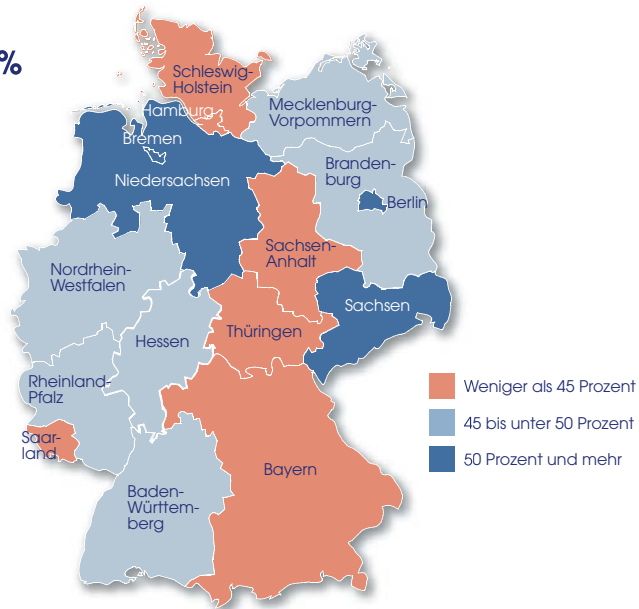 %
Schleswig-
Holstein
Hamburg
Mecklenburg-
Vorpommern
Bremen
Branden-
burg
Niedersachsen
Berlin
Sachsen-
Anhalt
Nordrhein-
Westfalen
Sachsen
Hessen
Thüringen
Rheinland-
Pfalz
Saar-
land
Bayern
Baden-
Württem-
berg
Weniger als 45 Prozent
45 bis unter 50 Prozent
50 Prozent und mehr